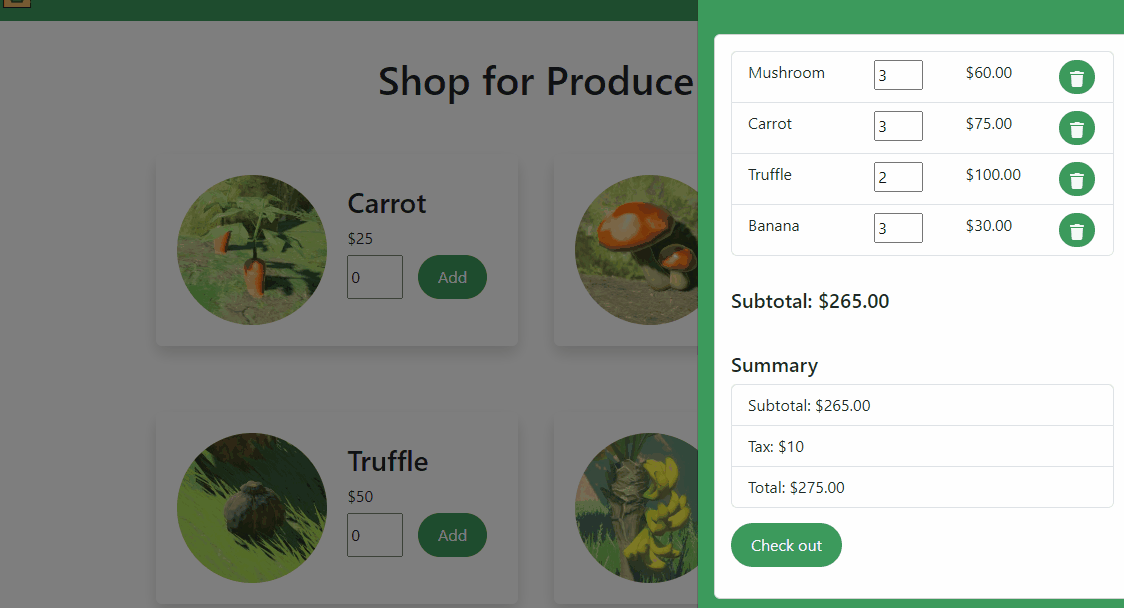 Shop for Produce
Carrot
$25
0 Add
Truffle
$50
0 Add
Mushroom 3 $60.00
Carrot 3 $75.00
Truffle 2 $100.00
Banana 3 $30.00
Subtotal: $265.00
Summary
Subtotal: $265.00
Tax: $10
Total: $275.00
Check out